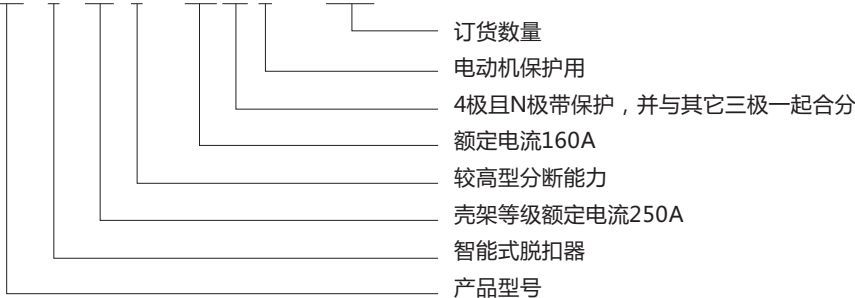 订货数量
电动机保护用
4极且N极带保护，并与其它三极一起合分
额定电流160A
较高型分断能力
壳架等级额定电流250A
智能式脱扣器
产品型号